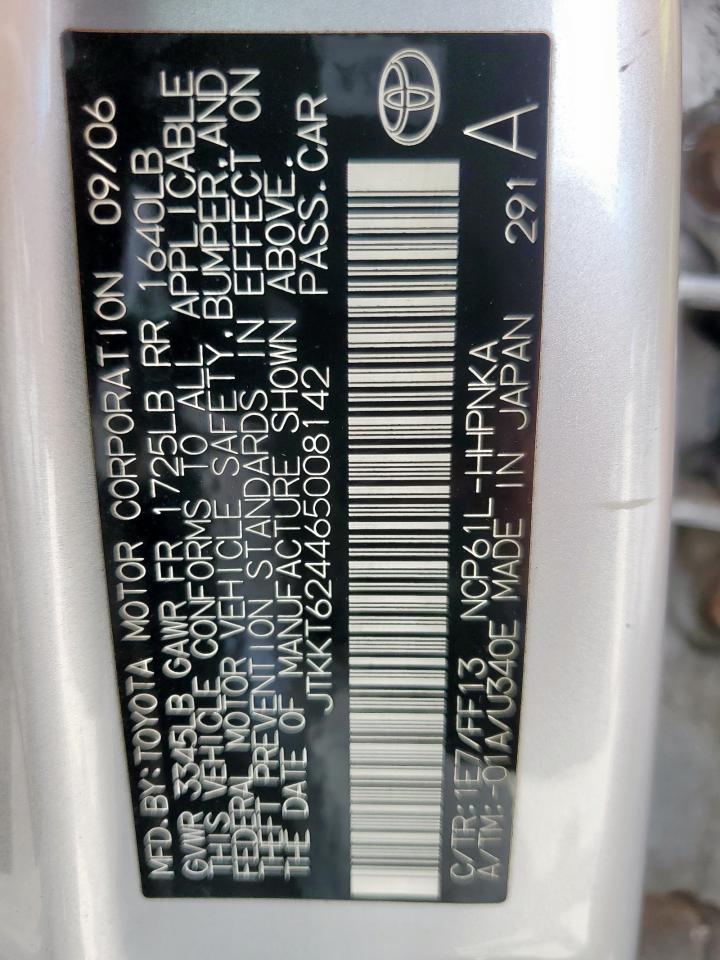 MFD.BY:TOYOTA MOTOR CORPORATION 09/06
GVWR 3345LB GAWR FR 1725LB RR 1640LB
THIS VEHICLE CONFORMS TO ALL APPLICABLE
FEDERAL MOTOR VEHICLE SAFETY,BUMPER,AND
THEFT PREVENTION STANDARDS IN EFFECT ON
THE DATE OF MANUFACTURE SHOWN ABOVE.
JTKKT624465008142 PASS.CAR
C/TR:1E7/FF13 NCP61L-HHPNKA
A/TM:-01A/U340E MADE IN JAPAN 291 A